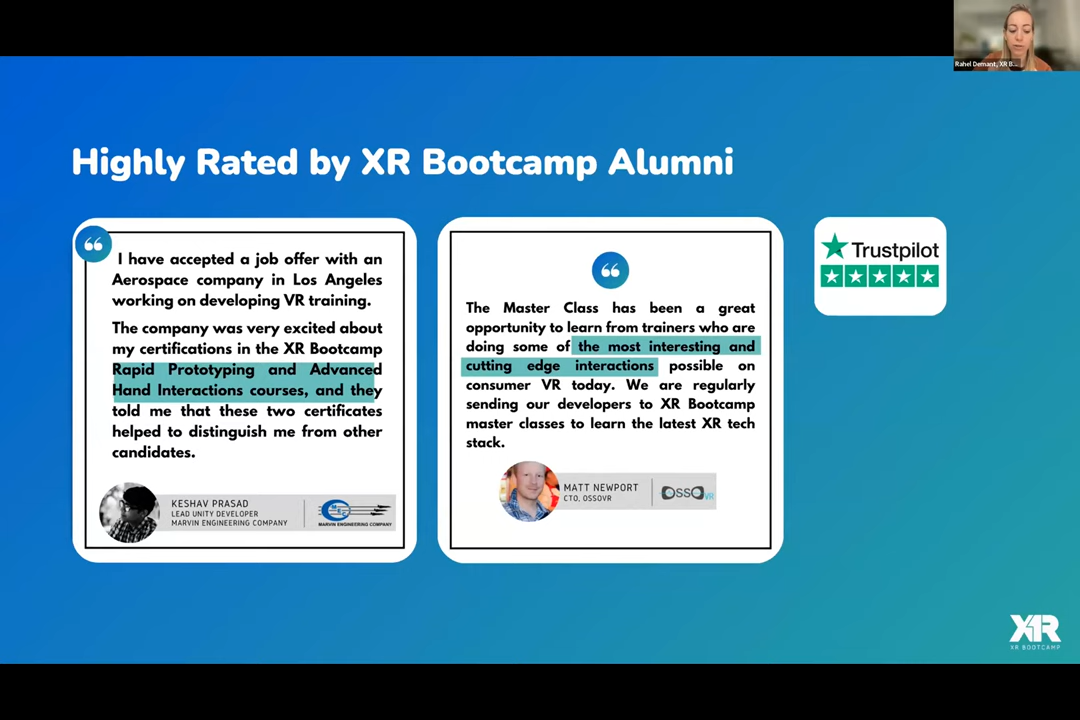 Rahel Demant, XR B...
Highly Rated by XR Bootcamp Alumni
I have accepted a job offer with an
Aerospace company in Los Angeles
working on developing VR training.
The company was very excited about
my certifications in the XR Bootcamp
Rapid Prototyping and Advanced
Hand Interactions courses, and they
told me that these two certificates
helped to distinguish me from other
candidates.
KESHAV PRASAD
LEAD UNITY DEVELOPER
MARVIN ENGINEERING COMPANY
MEC
MARVIN ENGINEERING COMPANY
The Master Class has been a great
opportunity to learn from trainers who are
doing some of the most interesting and
cutting edge interactions possible on
consumer VR today. We are regularly
sending our developers to XR Bootcamp
master classes to learn the latest XR tech
stack.
MATT NEWPORT
CTO, OSSOVR
OSSO VR
Trustpilot
XR
XR BOOTCAMP